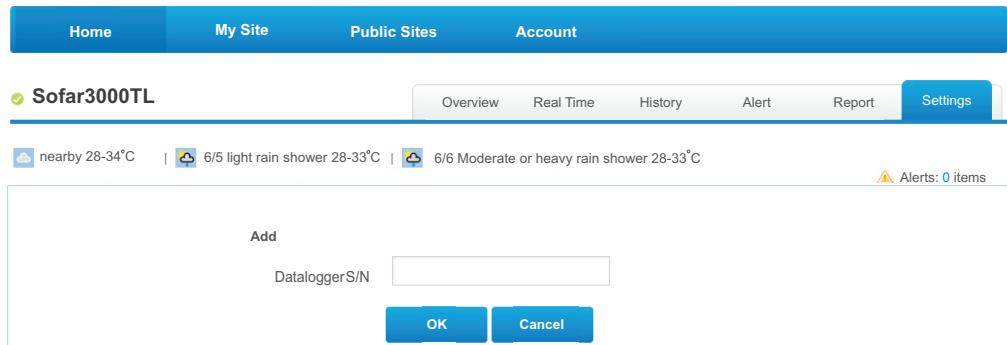 Home My Site Public Sites Account
Sofar3000TL
Overview Real Time History Alert Report Settings
nearby 28-34°C | 6/5 light rain shower 28-33°C | 6/6 Moderate or heavy rain shower 28-33°C
Alerts: 0 items
Add
DataloggerS/N
OK Cancel